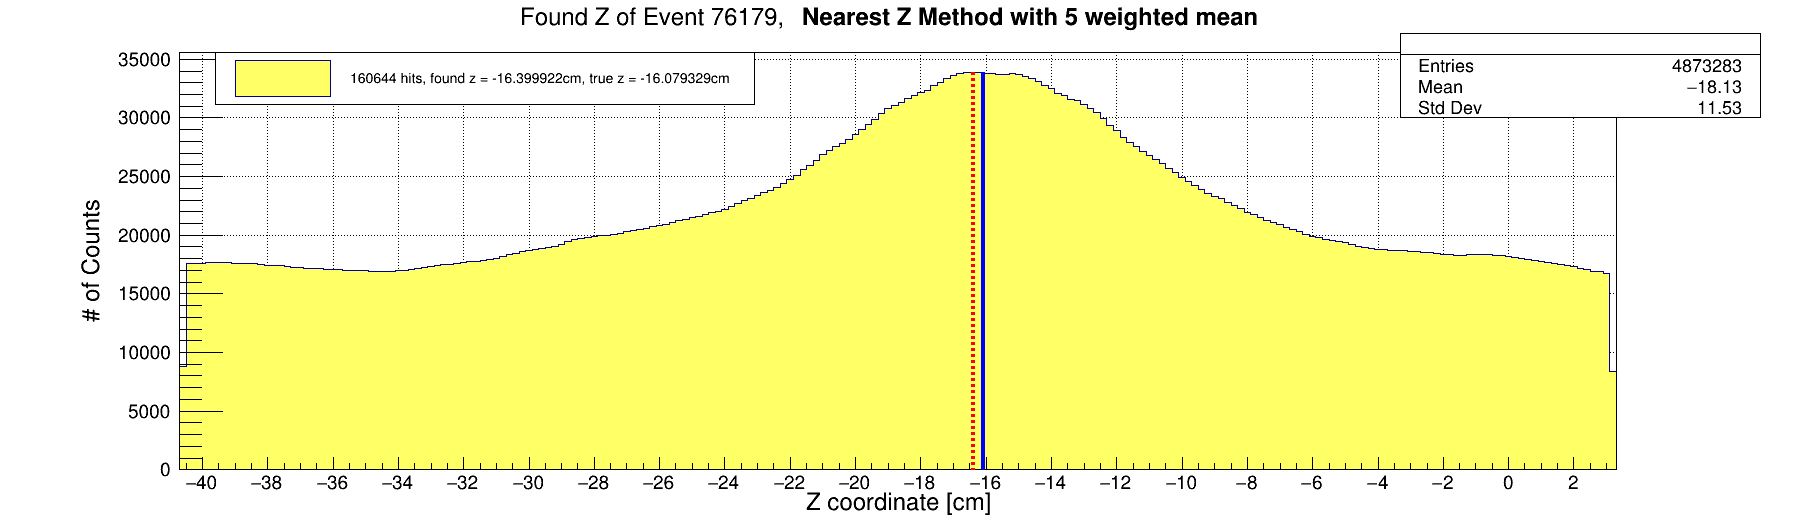 Found Z of Event 76179, Nearest Z Method with 5 weighted mean
160644 hits, found z = -16.399922cm, true z = -16.079329cm
Entries 4873283
Mean −18.13
Std Dev 11.53
35000
30000
25000
20000
15000
10000
5000
0
# of Counts
−40 −38 −36 −34 −32 −30 −28 −26 −24 −22 −20 −18 −16 −14 −12 −10 −8 −6 −4 −2 0 2
Z coordinate [cm]